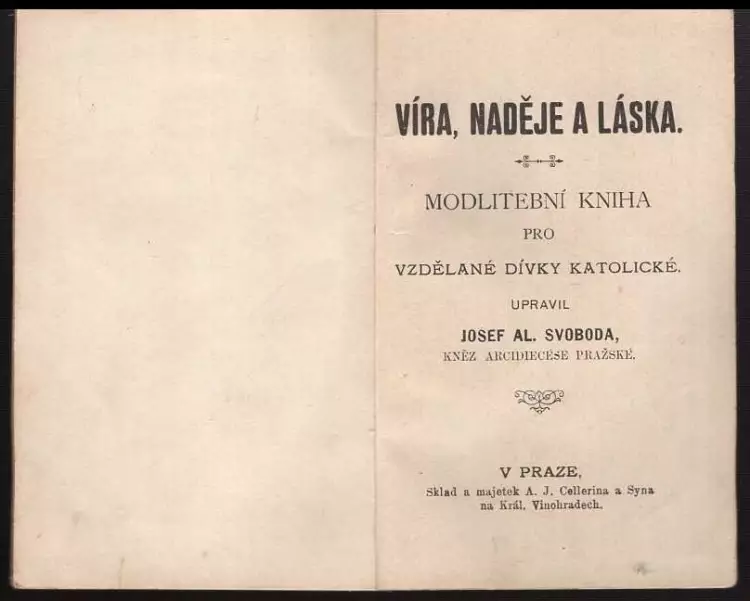 VÍRA, NADĚJE A LÁSKA.
MODLITEBNÍ KNIHA
PRO
VZDĚLANÉ DÍVKY KATOLICKÉ.
UPRAVIL
JOSEF AL. SVOBODA,
KNĚZ ARCIDIECÉSE PRAŽSKÉ.
V PRAZE,
Sklad a majetek A. J. Cellerina a Syna
na Král. Vinohradech.